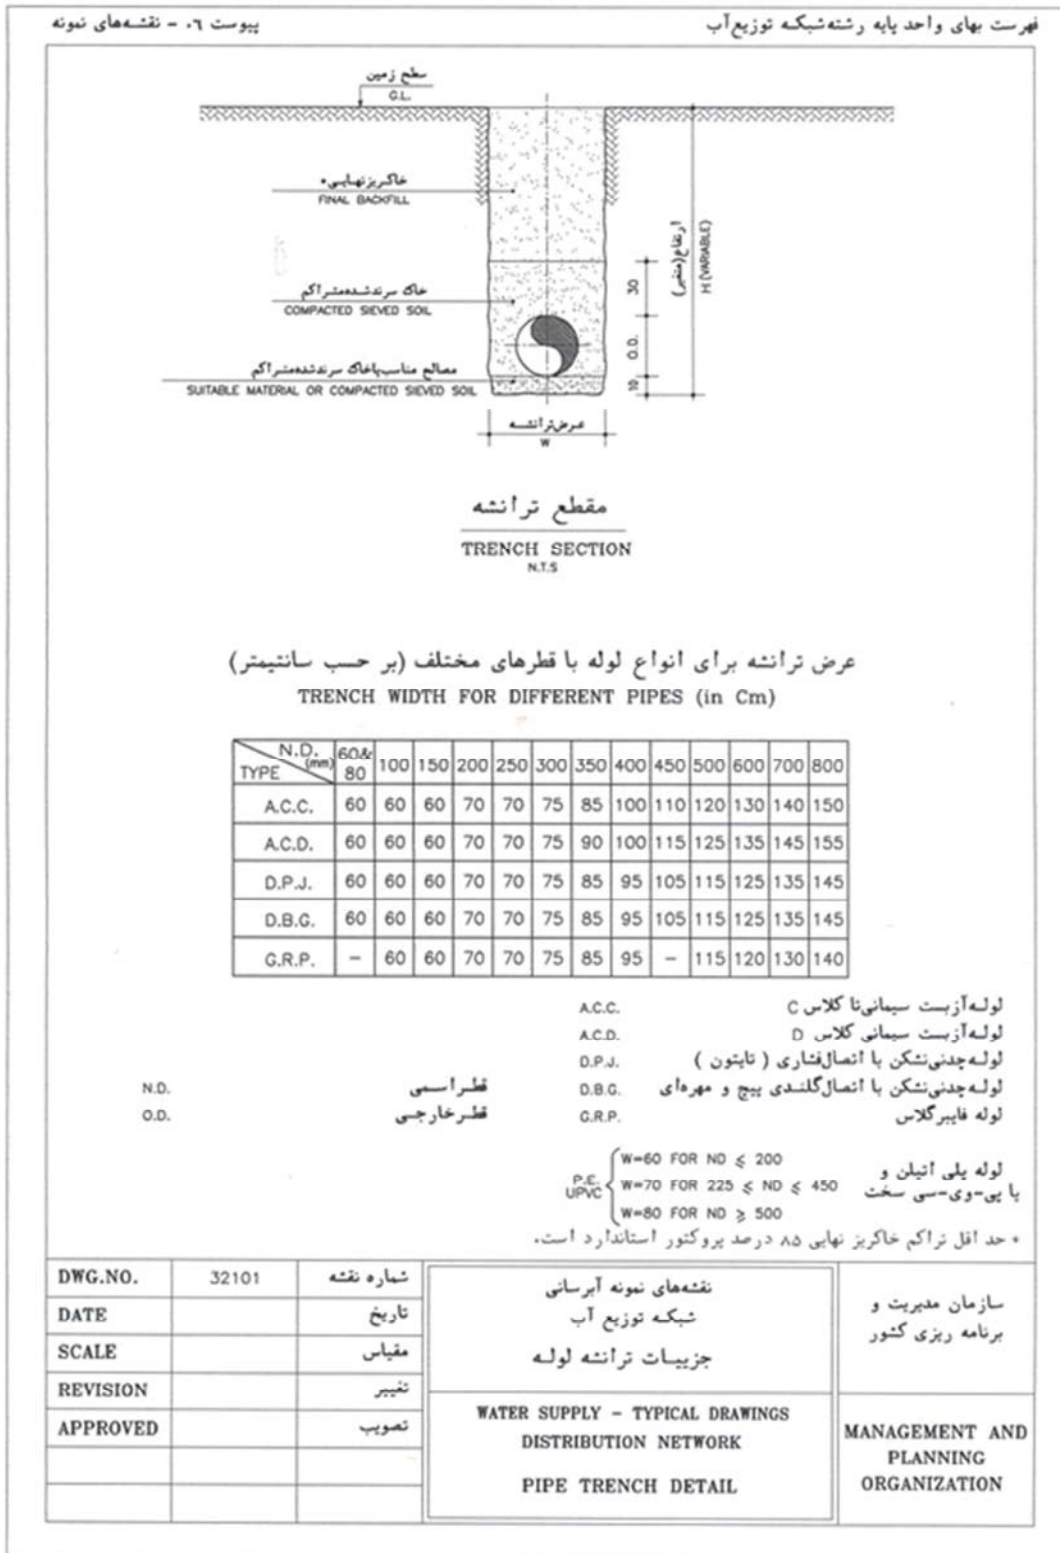 فهرست بهای واحد پایه رشته شبکه توزیع آب
پیوست ۰۶ - نقشه‌های نمونه
سطح زمین
G.L.
خاکریز نهایی*
FINAL BACKFILL
خاک سرند شده متراکم
COMPACTED SIEVED SOIL
مصالح مناسب یا خاک سرند شده متراکم
SUITABLE MATERIAL OR COMPACTED SIEVED SOIL
30
O.D.
10
ارتفاع (متغیر)
H (VARIABLE)
عرض ترانشه
W
مقطع ترانشه
TRENCH SECTION
N.T.S
عرض ترانشه برای انواع لوله با قطرهای مختلف (بر حسب سانتیمتر)
TRENCH WIDTH FOR DIFFERENT PIPES (in Cm)
TYPE N.D. (mm) 60& 80 100 150 200 250 300 350 400 450 500 600 700 800
A.C.C. 60 60 60 70 70 75 85 100 110 120 130 140 150
A.C.D. 60 60 60 70 70 75 90 100 115 125 135 145 155
D.P.J. 60 60 60 70 70 75 85 95 105 115 125 135 145
D.B.G. 60 60 60 70 70 75 85 95 105 115 125 135 145
G.R.P. – 60 60 70 70 75 85 95 – 115 120 130 140
لوله آزبست سیمانی تا کلاس C A.C.C.
لوله آزبست سیمانی کلاس D A.C.D.
لوله چدنی نشکن با اتصال فشاری ( تایتون ) D.P.J.
لوله چدنی نشکن با اتصال گلندی پیچ و مهره‌ای D.B.G.
قطر اسمی N.D.
لوله فایبرگلاس G.R.P.
قطر خارجی O.D.
لوله پلی اتیلن و
یا پی-وی-سی سخت
P.E.
UPVC
W=60 FOR ND ⩽ 200
W=70 FOR 225 ⩽ ND ⩽ 450
W=80 FOR ND ⩾ 500
* حد اقل تراکم خاکریز نهایی ۸۵ درصد پروکتور استاندارد است.
DWG.NO. 32101 شماره نقشه
DATE تاریخ
SCALE مقیاس
REVISION تغییر
APPROVED تصویب
نقشه‌های نمونه آبرسانی
شبکه توزیع آب
جزییات ترانشه لوله
WATER SUPPLY – TYPICAL DRAWINGS
DISTRIBUTION NETWORK
PIPE TRENCH DETAIL
سازمان مدیریت و
برنامه ریزی کشور
MANAGEMENT AND
PLANNING
ORGANIZATION